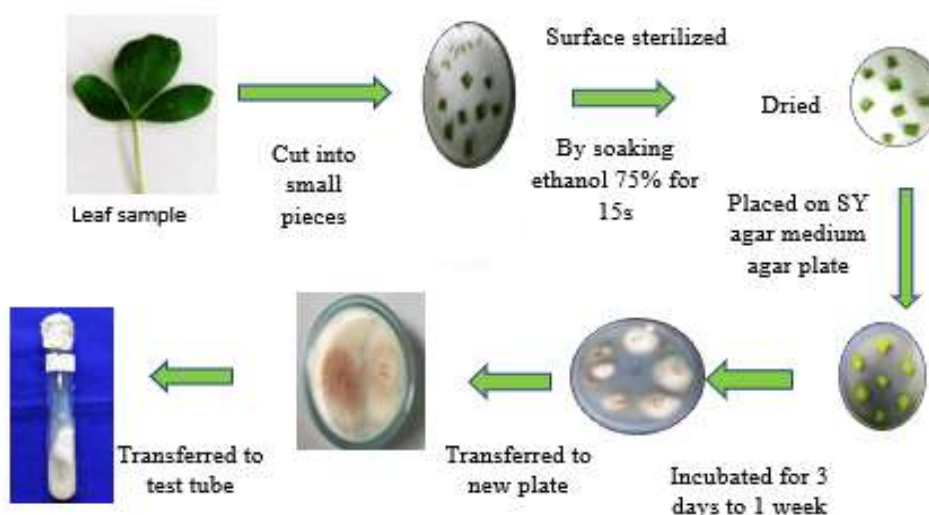 Leaf sample
Cut into
small
pieces
Surface sterilized
By soaking
ethanol 75% for
15s
Dried
Placed on SY
agar medium
agar plate
Incubated for 3
days to 1 week
Transferred to
new plate
Transferred to
test tube